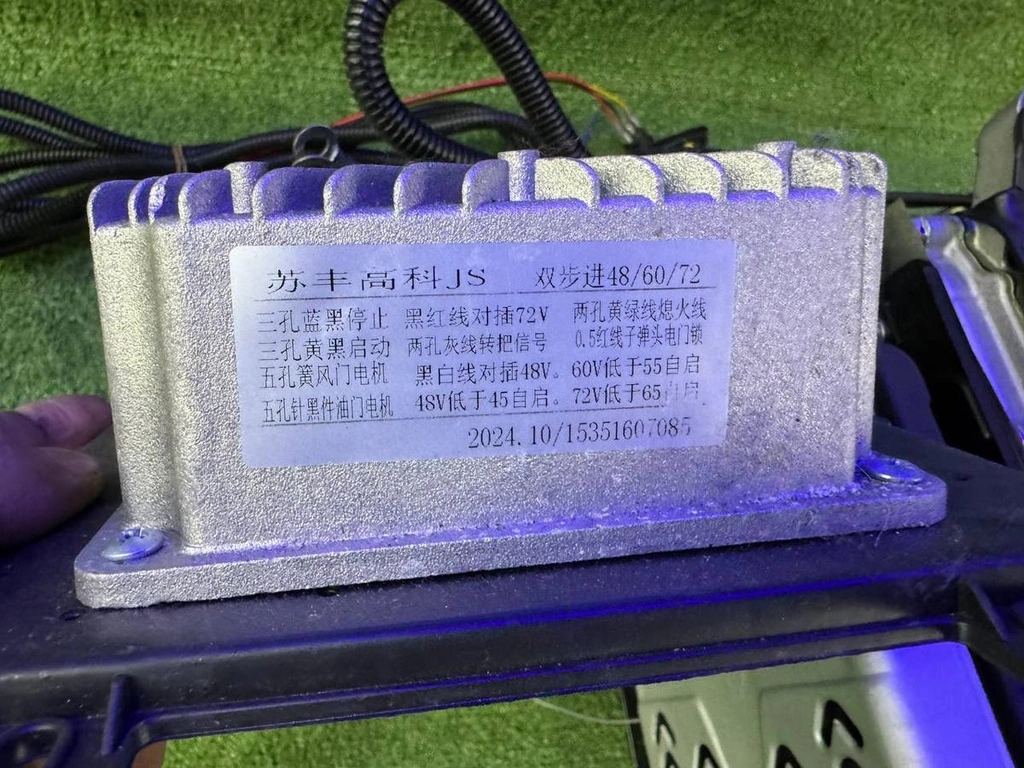 苏丰高科JS 双步进48/60/72
三孔蓝黑停止 黑红线对插72V 两孔黄绿线熄火线
三孔黄黑启动 两孔灰线转把信号 0.5红线子弹头电门锁
五孔簧风门电机 黑白线对插48V。 60V低于55自启
五孔针黑件油门电机 48V低于45自启。 72V低于65自启
2024.10/15351607085